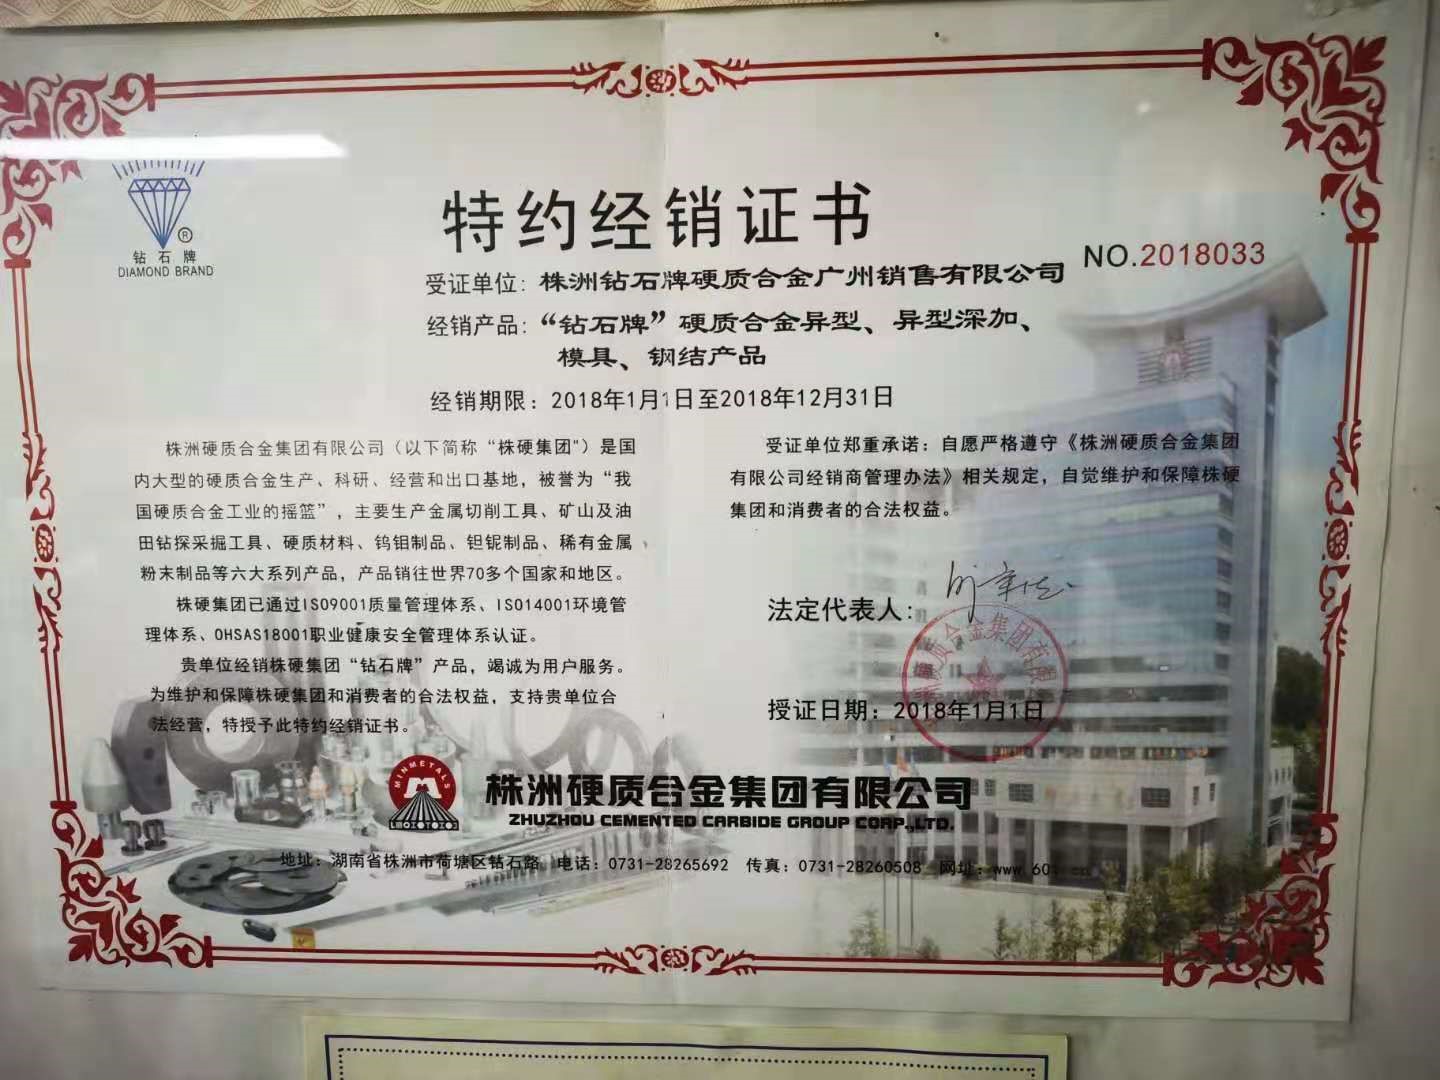 钻石牌
DIAMOND BRAND
特约经销证书
NO.2018033
受证单位: 株洲钻石牌硬质合金广州销售有限公司
经销产品: “钻石牌”硬质合金异型、异型深加、
模具、钢结产品
经销期限: 2018年1月1日至2018年12月31日
株洲硬质合金集团有限公司（以下简称“株硬集团"）是国
内大型的硬质合金生产、科研、经营和出口基地，被誉为“我
国硬质合金工业的摇篮”，主要生产金属切削工具、矿山及油
田钻探采掘工具、硬质材料、钨钼制品、钽铌制品、稀有金属
粉末制品等六大系列产品，产品销往世界70多个国家和地区。
株硬集团已通过ISO9001质量管理体系、ISO14001环境管
理体系、OHSAS18001职业健康安全管理体系认证。
贵单位经销株硬集团“钻石牌”产品，竭诚为用户服务。
为维护和保障株硬集团和消费者的合法权益，支持贵单位合
法经营，特授予此特约经销证书。
受证单位郑重承诺：自愿严格遵守《株洲硬质合金集团
有限公司经销商管理办法》相关规定，自觉维护和保障株硬
集团和消费者的合法权益。
法定代表人:
硬质合金集团有限
授证日期: 2018年1月1日
MINMETALS
株洲硬质合金集团有限公司
ZHUZHOU CEMENTED CARBIDE GROUP CORP.,LTD.
地址: 湖南省株洲市荷塘区钻石路 电话: 0731-28265692 传真: 0731-28260508 网址: www.601.cn